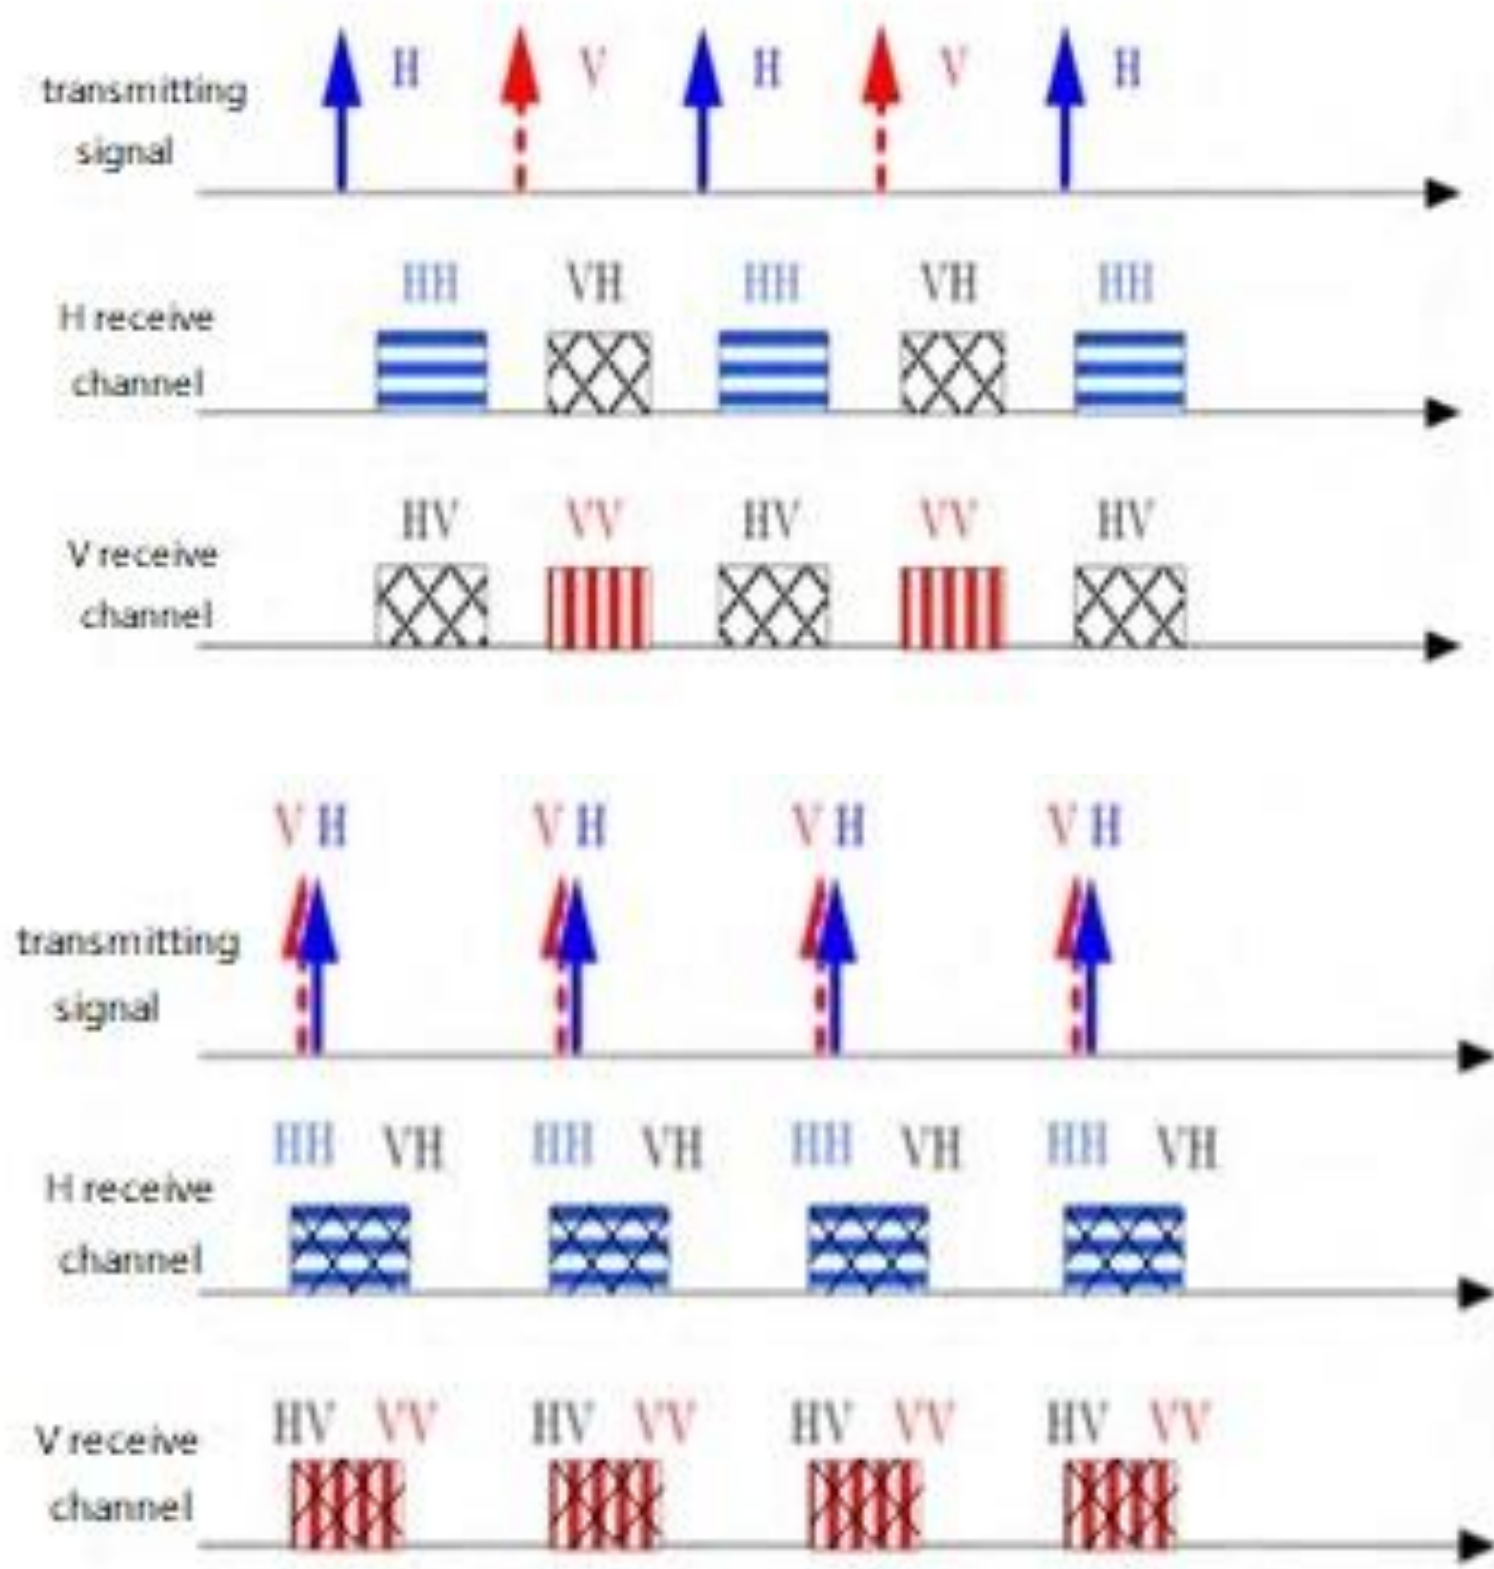 H V H V H
transmitting
signal
HH VH HH VH HH
H receive
channel
HV VV HV VV HV
V receive
channel
V H V H V H V H
transmitting
signal
HH VH HH VH HH VH HH VH
H receive
channel
HV VV HV VV HV VV HV VV
V receive
channel